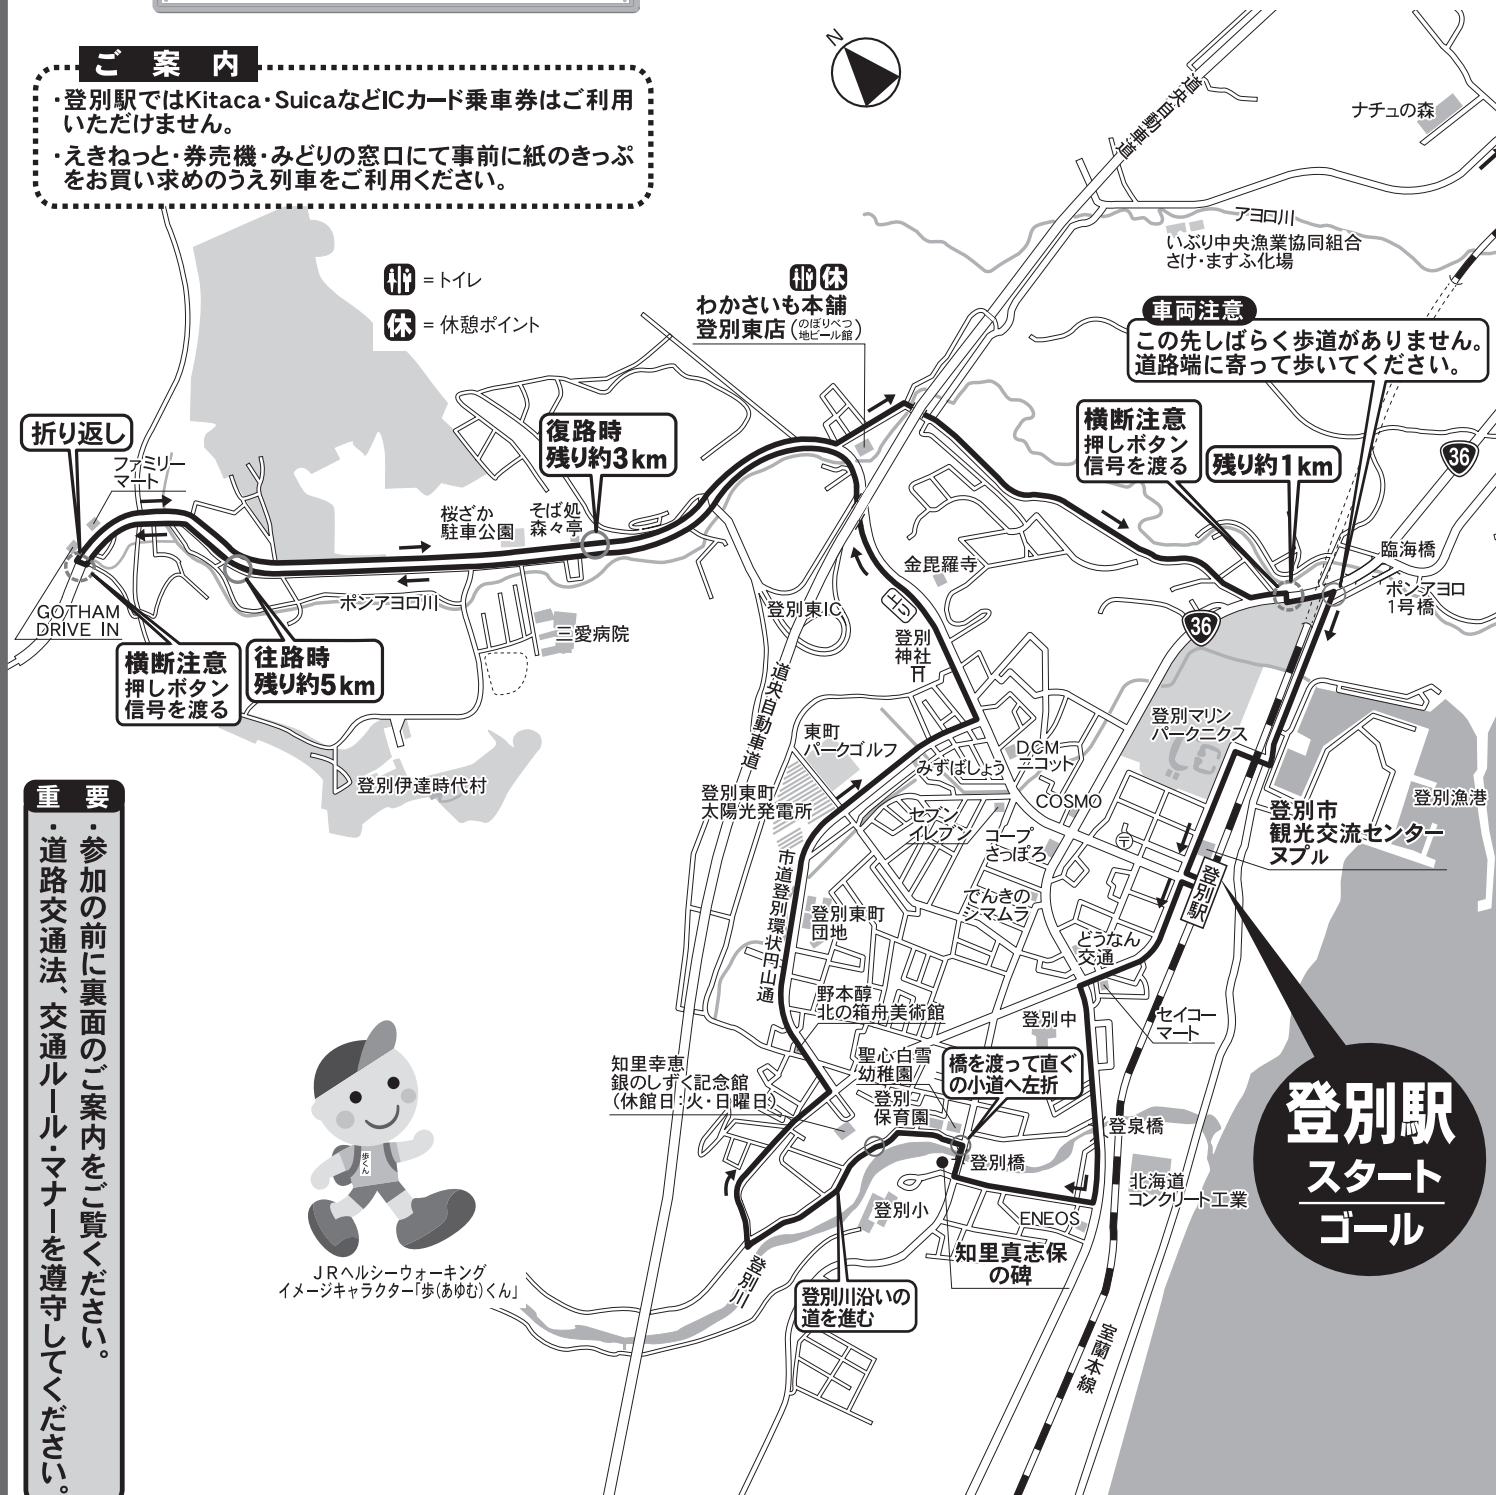 ご案内
・登別駅ではKitaca・SuicaなどICカード乗車券はご利用
いただけません。
・えきねっと・券売機・みどりの窓口にて事前に紙のきっぷ
をお買い求めのうえ列車をご利用ください。
N
道央自動車道
ナチュの森
アヨロ川
いぶり中央漁業協同組合
さけ・ますふ化場
=トイレ
休 =休憩ポイント
休
わかさいも本舗
登別東店(のぼりべつ地ビール館)
車両注意
この先しばらく歩道がありません。
道路端に寄って歩いてください。
折り返し
ファミリー
マート
復路時
残り約3km
横断注意
押しボタン
信号を渡る
残り約1km
36
桜ざか
駐車公園
そば処
森々亭
金毘羅寺
臨海橋
ポンアヨロ
1号橋
GOTHAM
DRIVE IN
ポンアヨロ川
登別東IC
上り
36
三愛病院
登別
神社
横断注意
押しボタン
信号を渡る
往路時
残り約5km
道央自動車道
登別マリン
パークニクス
東町
パークゴルフ
みずばしょう
DCM
ニコット
登別伊達時代村
登別東町
太陽光発電所
COSMO
セブン
イレブン
コープ
さっぽろ
登別漁港
登別市
観光交流センター
ヌプル
重要
・参加の前に裏面のご案内をご覧ください。
・道路交通法、交通ルール・マナーを遵守してください。
市道登別環状円山通
登別駅
でんきの
シマムラ
登別東町
団地
どうなん
交通
野本醇
北の箱舟美術館
登別中
セイコー
マート
知里幸恵
銀のしずく記念館
(休館日:火・日曜日)
聖心白雪
幼稚園
橋を渡って直ぐ
の小道へ左折
登別
保育園
登泉橋
登別橋
登別駅
スタート
ゴール
北海道
コンクリート工業
登別小
ENEOS
知里真志保
の碑
登別川
登別川沿いの
道を進む
歩くん
JRヘルシーウォーキング
イメージキャラクター「歩(あゆむ)くん」
室蘭本線